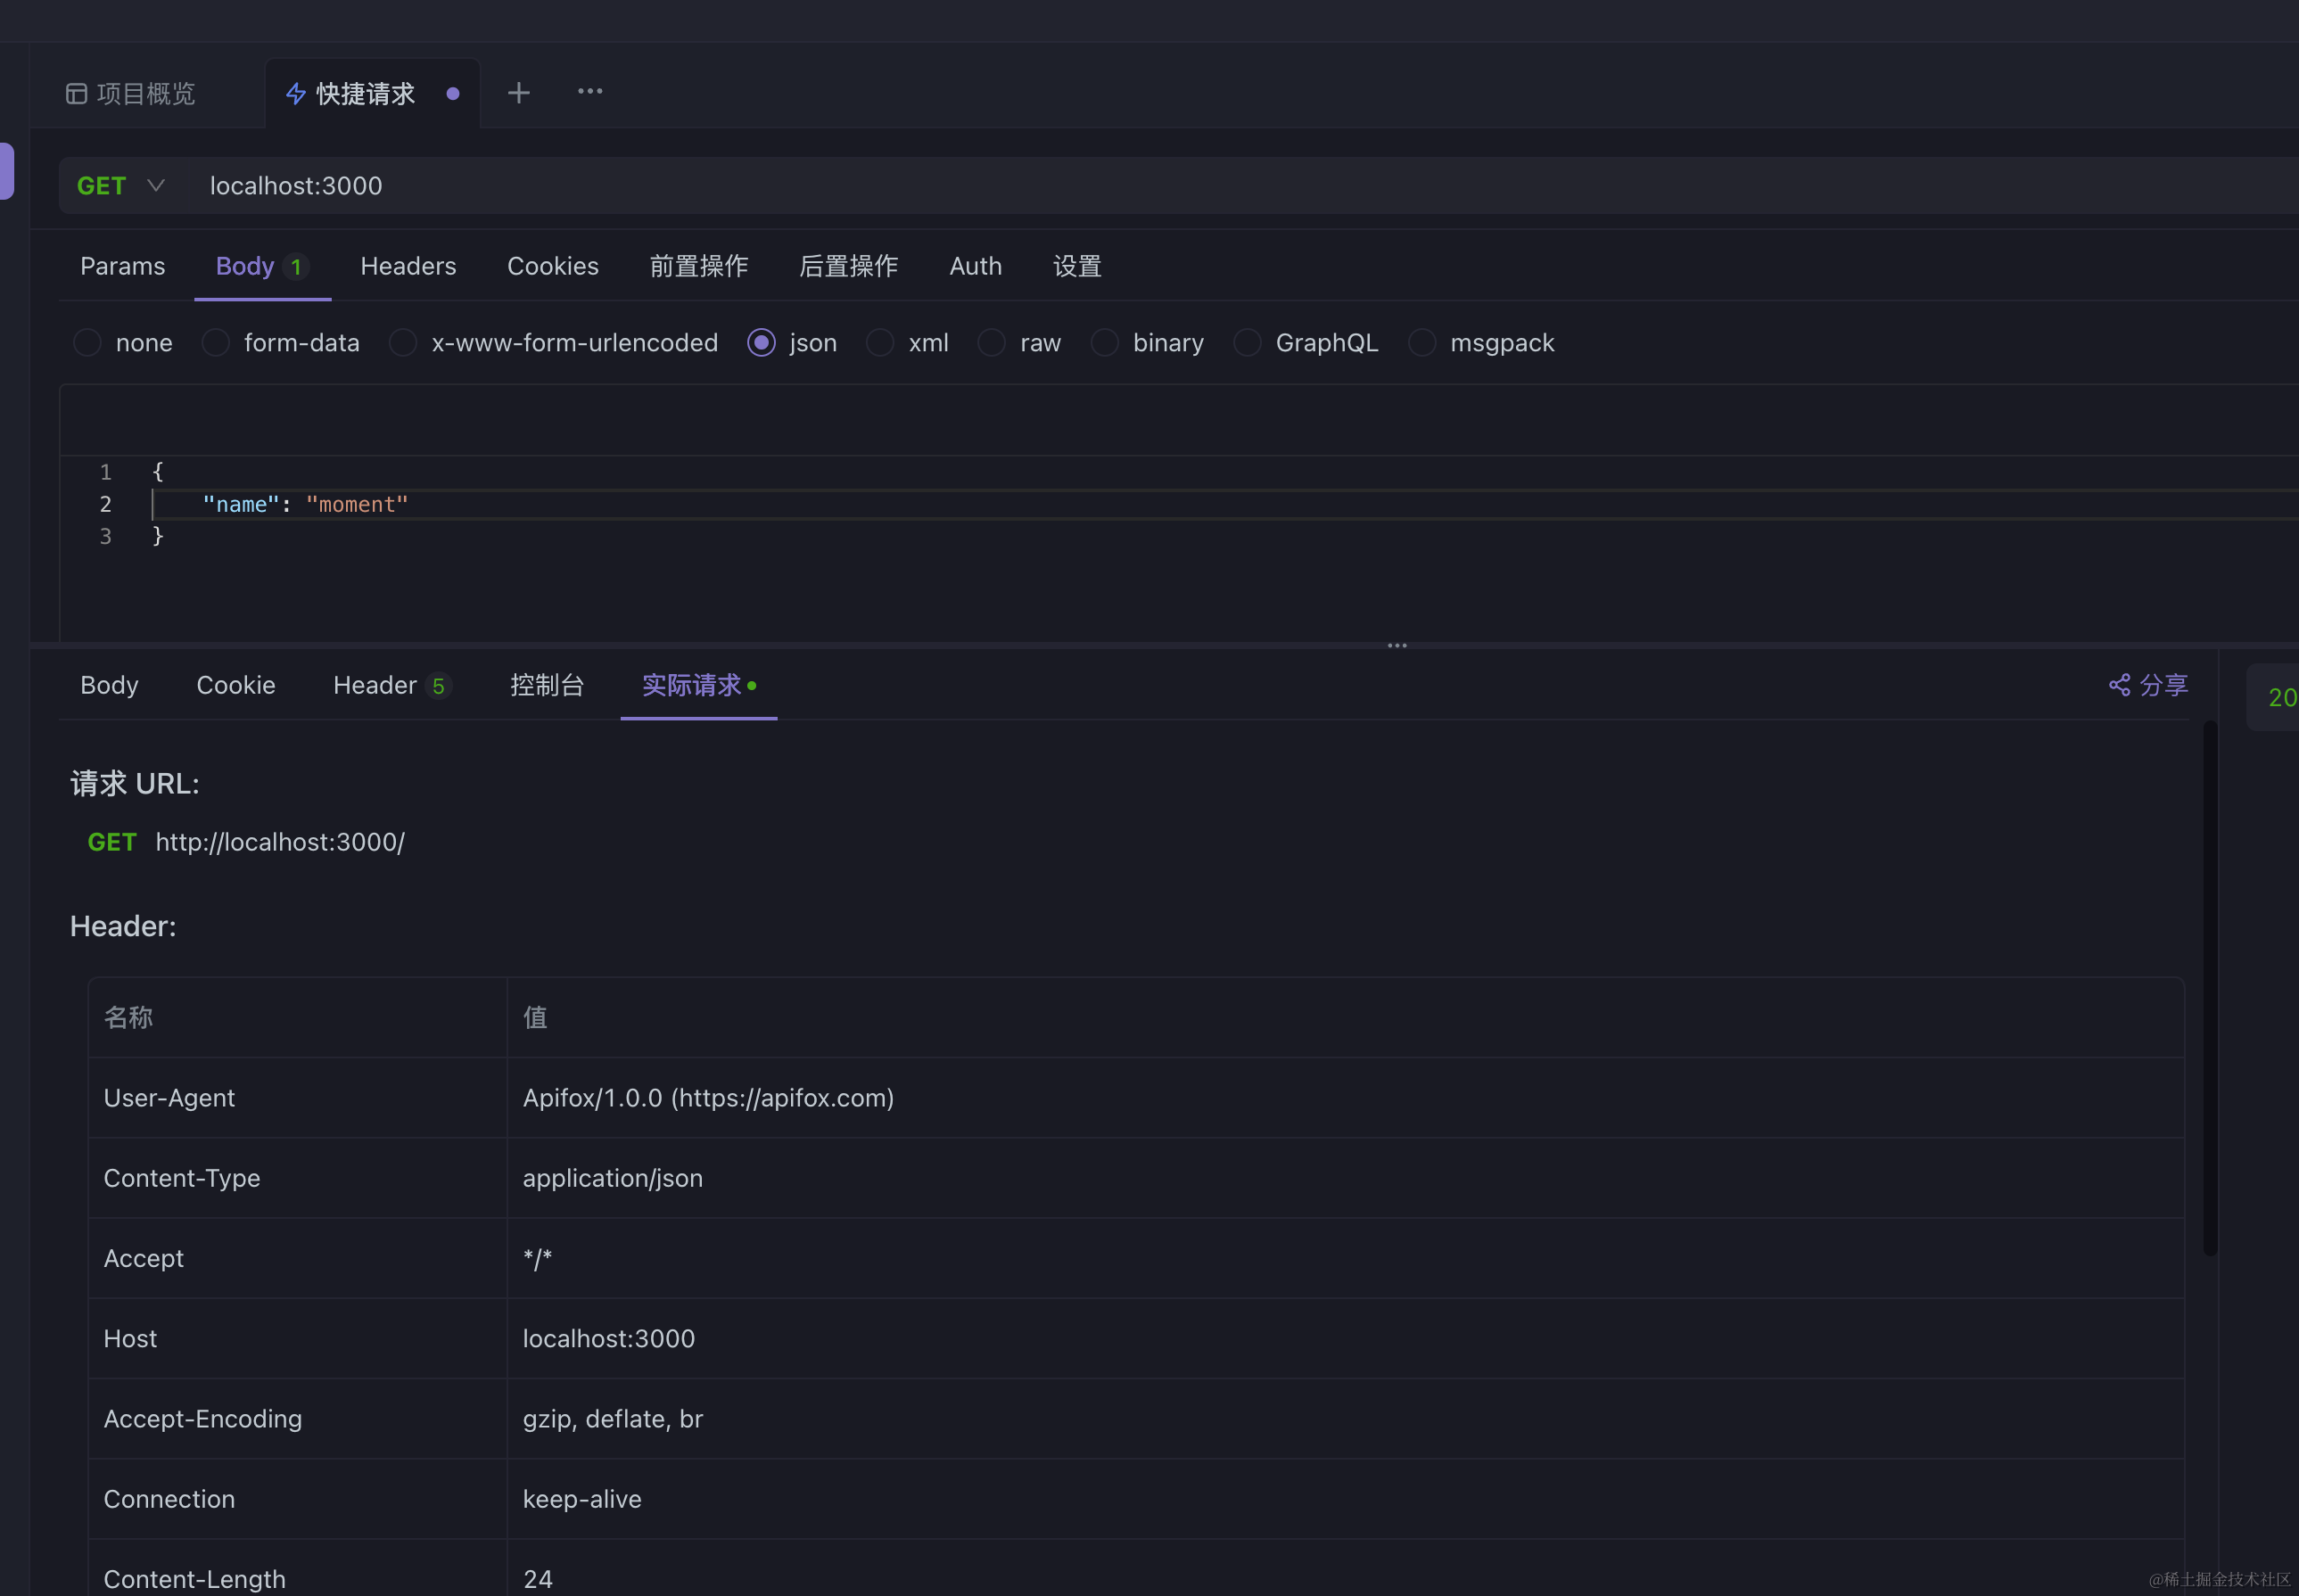 项目概览 快捷请求
GET localhost:3000
Params Body 1 Headers Cookies 前置操作 后置操作 Auth 设置
none form-data x-www-form-urlencoded json xml raw binary GraphQL msgpack
1 {
2 "name": "moment"
3 }
Body Cookie Header 5 控制台 实际请求 分享 20
请求 URL:
GET http://localhost:3000/
Header:
名称 值
User-Agent Apifox/1.0.0 (https://apifox.com)
Content-Type application/json
Accept */*
Host localhost:3000
Accept-Encoding gzip, deflate, br
Connection keep-alive
Content-Length 24
@稀土掘金技术社区